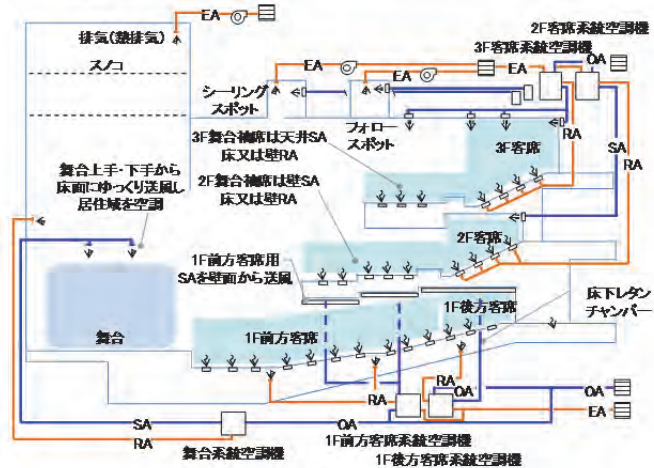 EA
排気(熱排気)
スノコ
2F客席系統空調機
3F客席系統空調機
EA
EA
EA
OA
シーリング
スポット
フォロー
スポット
RA
SA
RA
3F客席
3F舞台補席は天井SA
床又は壁RA
2F舞台補席は壁SA
床又は壁RA
舞台上手・下手から
床面にゆっくり送風し
居住域を空調
2F客席
1F前方客席用
SAを壁面から送風
1F後方客席
床下レタン
チャンバー
舞台
1F前方客席
SA
RA
OA
RA
RA
OA
OA
EA
舞台系統空調機
1F前方客席系統空調機
1F後方客席系統空調機